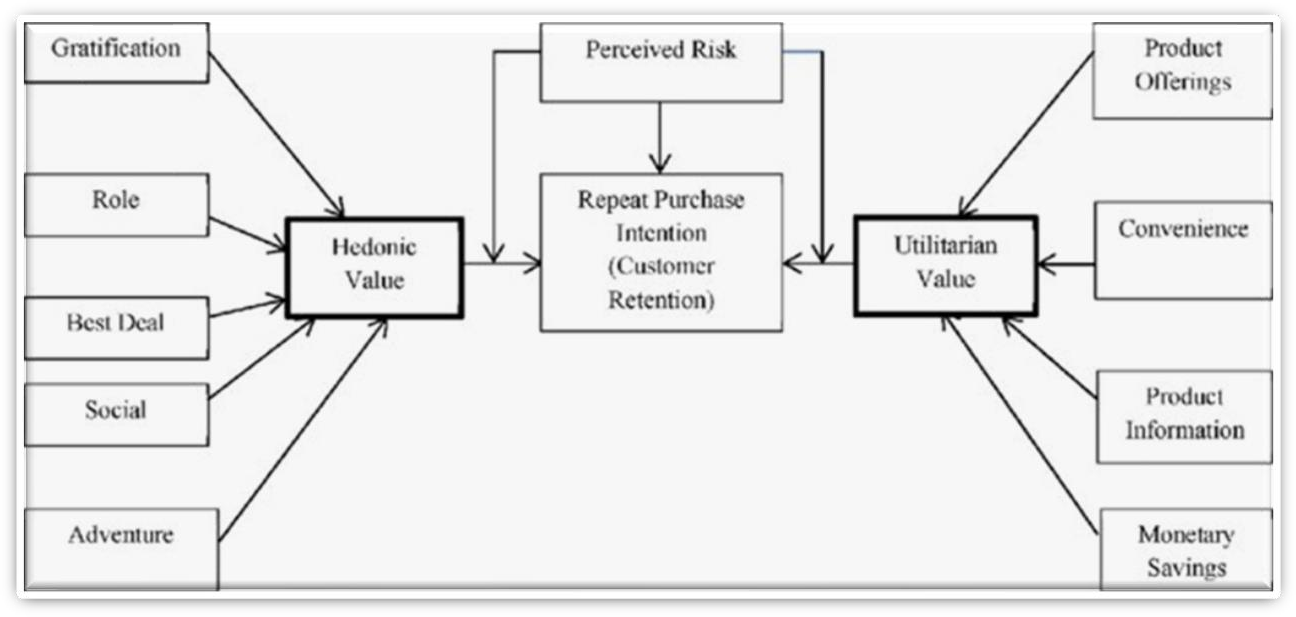 Gratification
Perceived Risk
Product
Offerings
Role
Repeat Purchase
Intention
(Customer
Retention)
Hedonic
Value
Utilitarian
Value
Convenience
Best Deal
Social
Product
Information
Adventure
Monetary
Savings